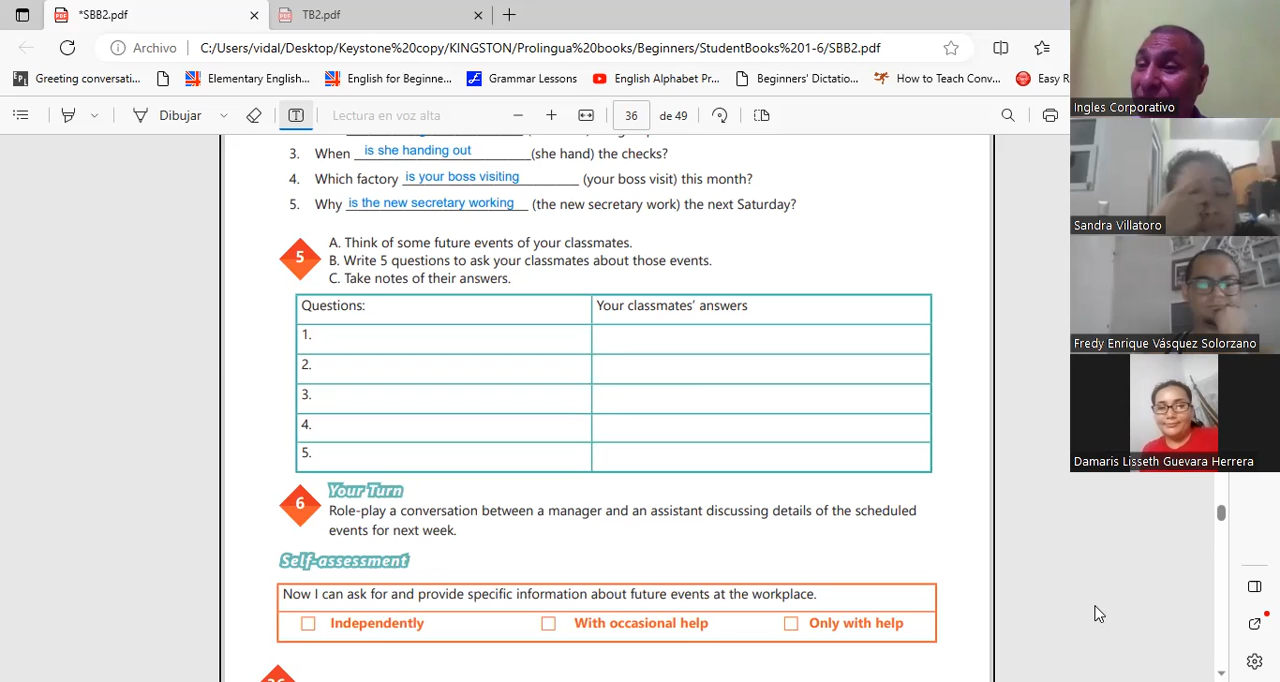 *SBB2.pdf
TB2.pdf
Archivo
C:/Users/vidal/Desktop/Keystone%20copy/KINGSTON/Prolingua%20books/Beginners/StudentBooks%201-6/SBB2.pdf
Greeting conversati...
Elementary English...
English for Beginne...
Grammar Lessons
English Alphabet Pr...
Beginners' Dictatio...
How to Teach Conv...
Easy R
Dibujar
Lectura en voz alta
36
de 49
3. When is she handing out (she hand) the checks?
4. Which factory is your boss visiting (your boss visit) this month?
5. Why is the new secretary working (the new secretary work) the next Saturday?
5
A. Think of some future events of your classmates.
B. Write 5 questions to ask your classmates about those events.
C. Take notes of their answers.
Questions:
Your classmates' answers
1.
2.
3.
4.
5.
6
Your Turn
Role-play a conversation between a manager and an assistant discussing details of the scheduled
events for next week.
Self-assessment
Now I can ask for and provide specific information about future events at the workplace.
Independently
With occasional help
Only with help
Ingles Corporativo
Sandra Villatoro
Fredy Enrique Vásquez Solorzano
Damaris Lisseth Guevara Herrera